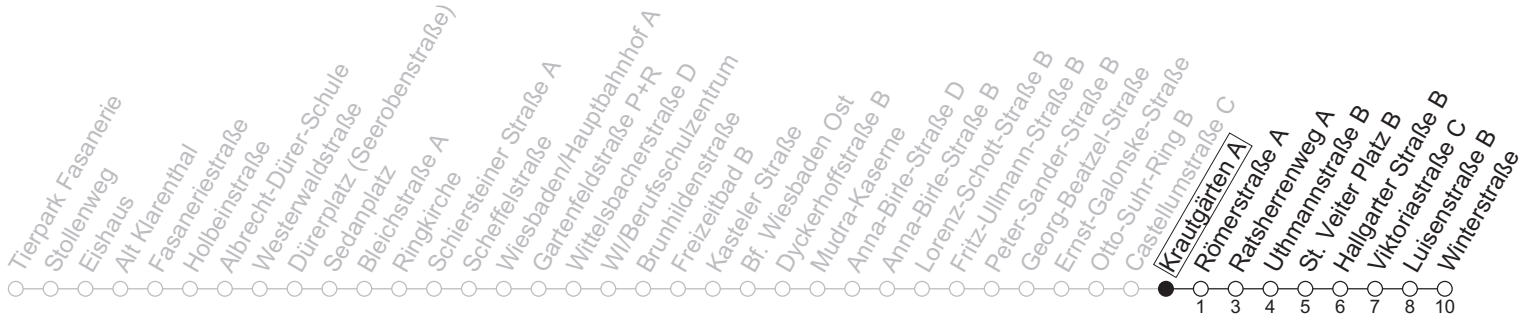 Tierpark Fasanerie
Stollenweg
Eishaus
Alt Klarenthal
Fasaneriestraße
Holbeinstraße
Albrecht-Dürer-Schule
Westerwaldstraße
Dürerplatz (Seerobenstraße)
Sedanplatz
Bleichstraße A
Ringkirche
Schiersteiner Straße A
Scheffelstraße
Wiesbaden/Hauptbahnhof A
Gartenfeldstraße P+R
Wittelsbacherstraße D
WI/Berufsschulzentrum
Brunhildenstraße
Freizeitbad B
Kasteler Straße
Bf. Wiesbaden Ost
Dyckerhoffstraße B
Mudra-Kaserne
Anna-Birle-Straße D
Anna-Birle-Straße B
Lorenz-Schott-Straße B
Fritz-Ullmann-Straße B
Peter-Sander-Straße B
Georg-Beatzel-Straße
Ernst-Galonske-Straße
Otto-Suhr-Ring B
Castellumstraße C
Krautgärten A
Römerstraße A
Ratsherrenweg A
Uthmannstraße B
St. Veiter Platz B
Hallgarter Straße B
Viktoriastraße C
Luisenstraße B
Winterstraße
1 3 4 5 6 7 8 10